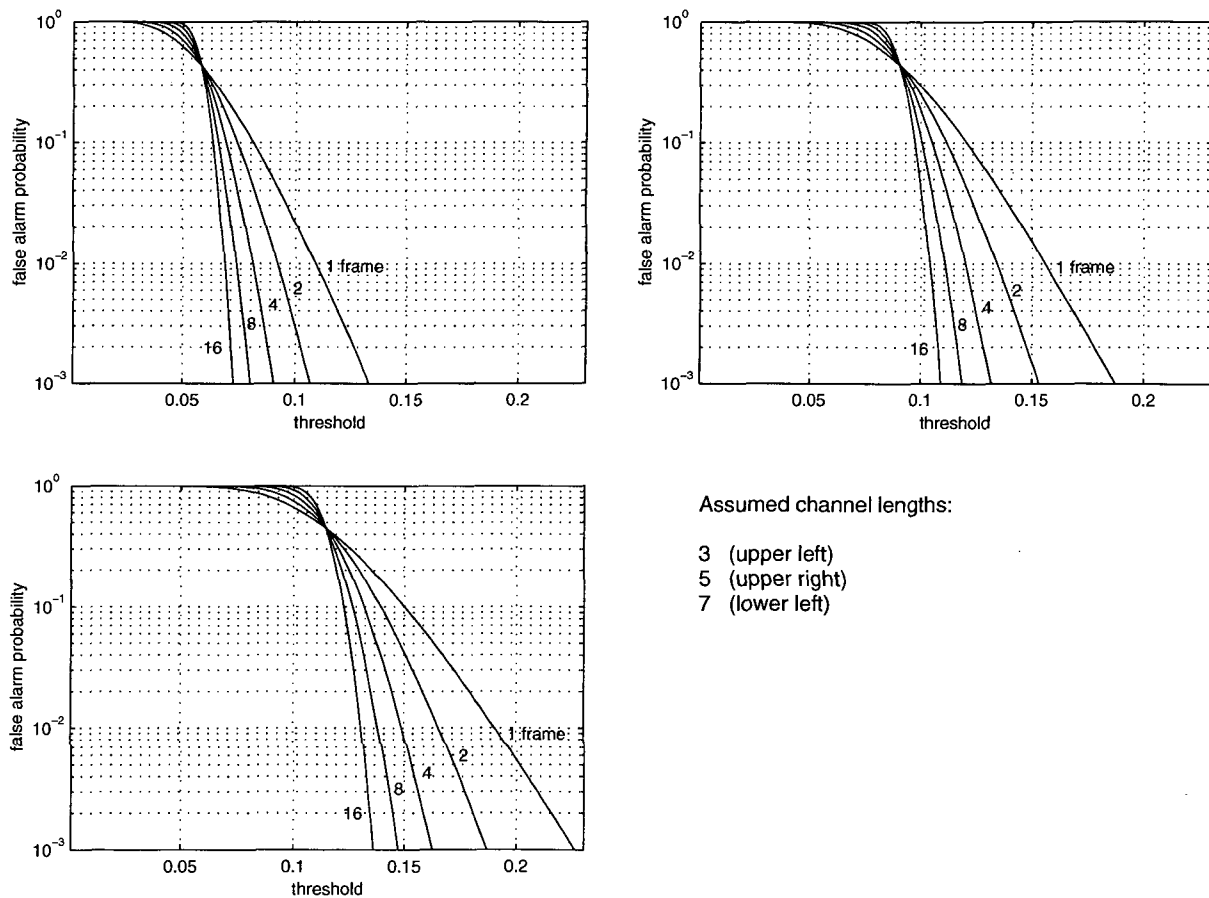 10^0
10^-1
10^-2
10^-3
false alarm probability
1 frame
2
4
8
16
0.05
0.1
0.15
0.2
threshold
10^0
10^-1
10^-2
10^-3
false alarm probability
1 frame
2
4
8
16
0.05
0.1
0.15
0.2
threshold
10^0
10^-1
10^-2
10^-3
false alarm probability
1 frame
2
4
8
16
0.05
0.1
0.15
0.2
threshold
Assumed channel lengths:
3 (upper left)
5 (upper right)
7 (lower left)